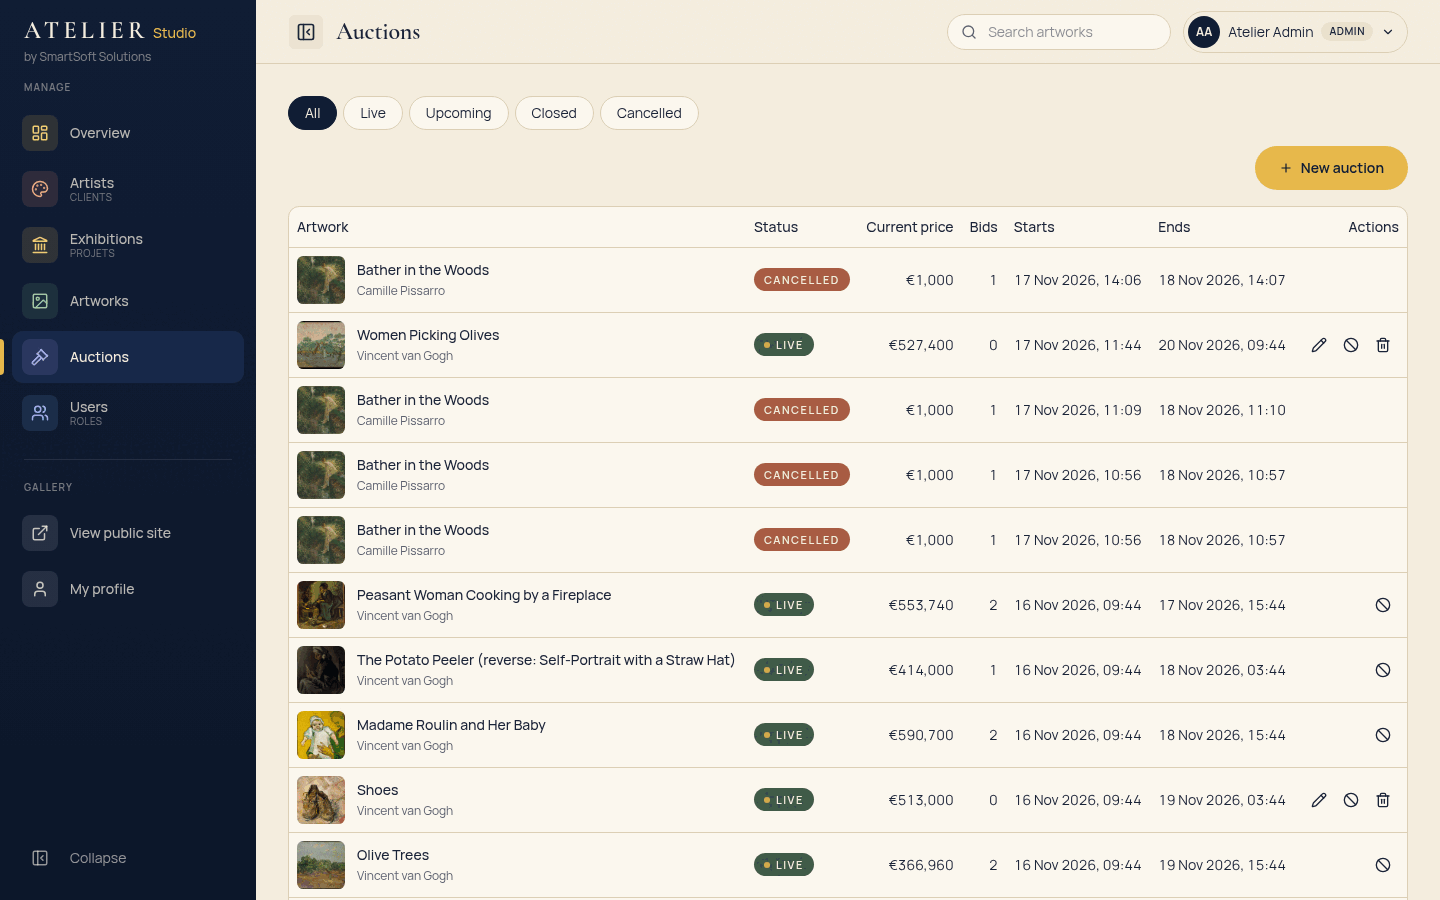 ATELIER Studio
by SmartSoft Solutions
MANAGE
Overview
Artists
CLIENTS
Exhibitions
PROJETS
Artworks
Auctions
Users
ROLES
GALLERY
View public site
My profile
Collapse
Auctions
Search artworks
AA Atelier Admin ADMIN
All Live Upcoming Closed Cancelled
+ New auction
Artwork Status Current price Bids Starts Ends Actions
Bather in the Woods
Camille Pissarro
CANCELLED €1,000 1 17 Nov 2026, 14:06 18 Nov 2026, 14:07
Women Picking Olives
Vincent van Gogh
LIVE €527,400 0 17 Nov 2026, 11:44 20 Nov 2026, 09:44
Bather in the Woods
Camille Pissarro
CANCELLED €1,000 1 17 Nov 2026, 11:09 18 Nov 2026, 11:10
Bather in the Woods
Camille Pissarro
CANCELLED €1,000 1 17 Nov 2026, 10:56 18 Nov 2026, 10:57
Bather in the Woods
Camille Pissarro
CANCELLED €1,000 1 17 Nov 2026, 10:56 18 Nov 2026, 10:57
Peasant Woman Cooking by a Fireplace
Vincent van Gogh
LIVE €553,740 2 16 Nov 2026, 09:44 17 Nov 2026, 15:44
The Potato Peeler (reverse: Self-Portrait with a Straw Hat)
Vincent van Gogh
LIVE €414,000 1 16 Nov 2026, 09:44 18 Nov 2026, 03:44
Madame Roulin and Her Baby
Vincent van Gogh
LIVE €590,700 2 16 Nov 2026, 09:44 18 Nov 2026, 15:44
Shoes
Vincent van Gogh
LIVE €513,000 0 16 Nov 2026, 09:44 19 Nov 2026, 03:44
Olive Trees
Vincent van Gogh
LIVE €366,960 2 16 Nov 2026, 09:44 19 Nov 2026, 15:44